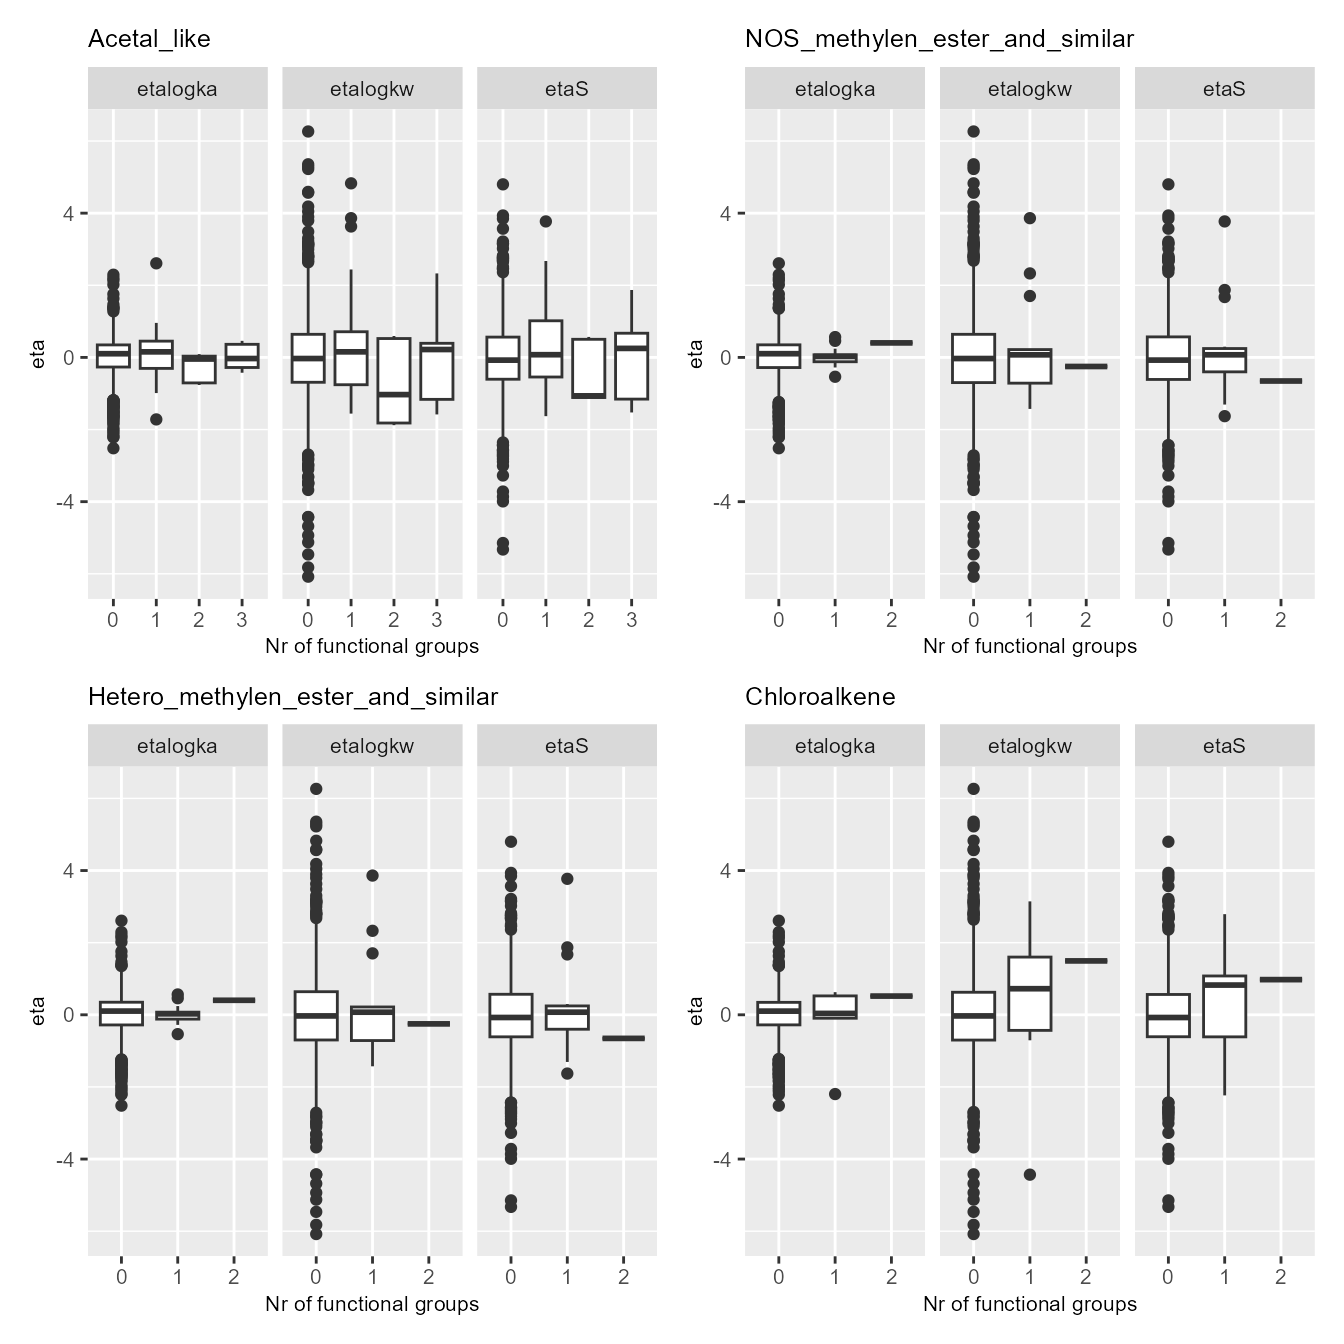 Acetal_like
etalogka etalogkw etaS
4
0
-4
eta
0 1 2 3 0 1 2 3 0 1 2 3
Nr of functional groups
NOS_methylen_ester_and_similar
etalogka etalogkw etaS
4
0
-4
eta
0 1 2 0 1 2 0 1 2
Nr of functional groups
Hetero_methylen_ester_and_similar
etalogka etalogkw etaS
4
0
-4
eta
0 1 2 0 1 2 0 1 2
Nr of functional groups
Chloroalkene
etalogka etalogkw etaS
4
0
-4
eta
0 1 2 0 1 2 0 1 2
Nr of functional groups